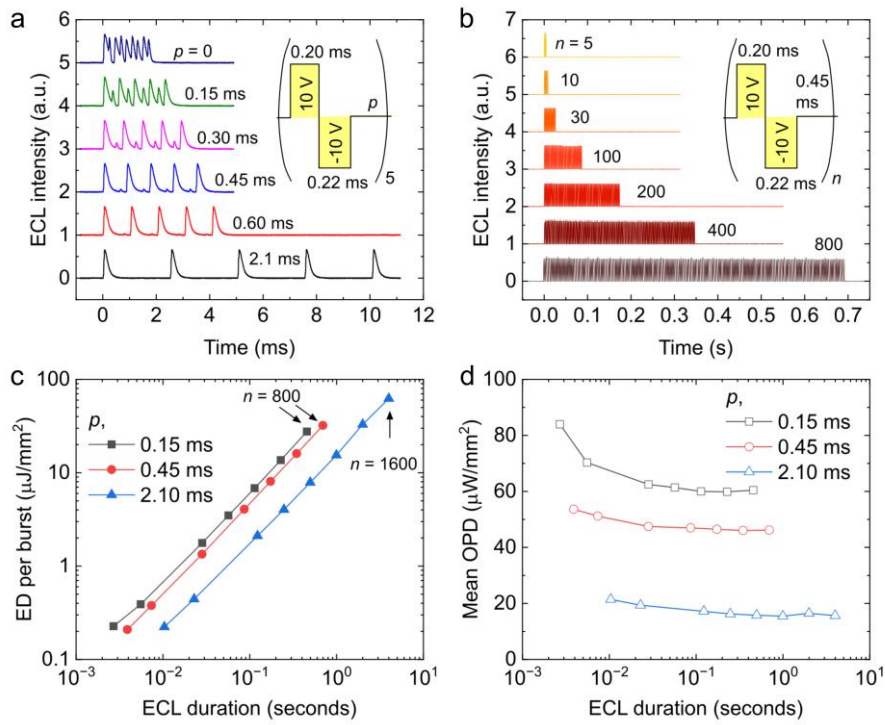 a
ECL intensity (a.u.)
6
5
4
3
2
1
0
p = 0
0.15 ms
0.30 ms
0.45 ms
0.60 ms
2.1 ms
0.20 ms
10 V
-10 V
p
0.22 ms
5
0 2 4 6 8 10 12
Time (ms)
b
ECL intensity (a.u.)
6
5
4
3
2
1
0
n = 5
10
30
100
200
400
800
0.20 ms
10 V
-10 V
0.45
ms
0.22 ms
n
0.0 0.1 0.2 0.3 0.4 0.5 0.6 0.7 0.8
Time (s)
c
ED per burst (μJ/mm²)
100
10
1
0.1
p,
0.15 ms
0.45 ms
2.10 ms
n = 800
n = 1600
10⁻³ 10⁻² 10⁻¹ 10⁰ 10¹
ECL duration (seconds)
d
Mean OPD (μW/mm²)
100
80
60
40
20
0
p,
0.15 ms
0.45 ms
2.10 ms
10⁻³ 10⁻² 10⁻¹ 10⁰ 10¹
ECL duration (seconds)